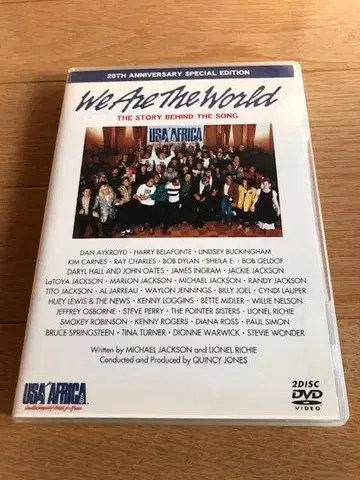 20TH ANNIVERSARY SPECIAL EDITION
We Are The World
THE STORY BEHIND THE SONG
USA AFRICA
DAN AYKROYD • HARRY BELAFONTE • LINDSEY BUCKINGHAM
KIM CARNES • RAY CHARLES • BOB DYLAN • SHEILA E. • BOB GELDOF
DARYL HALL AND JOHN OATES • JAMES INGRAM • JACKIE JACKSON
LaTOYA JACKSON • MARLON JACKSON • MICHAEL JACKSON • RANDY JACKSON
TITO JACKSON • AL JARREAU • WAYLON JENNINGS • BILLY JOEL • CYNDI LAUPER
HUEY LEWIS & THE NEWS • KENNY LOGGINS • BETTE MIDLER • WILLIE NELSON
JEFFREY OSBORNE • STEVE PERRY • THE POINTER SISTERS • LIONEL RICHIE
SMOKEY ROBINSON • KENNY ROGERS • DIANA ROSS • PAUL SIMON
BRUCE SPRINGSTEEN • TINA TURNER • DIONNE WARWICK • STEVIE WONDER
Written by MICHAEL JACKSON and LIONEL RICHIE
Conducted and Produced by QUINCY JONES
USA AFRICA
2DISC
DVD
VIDEO